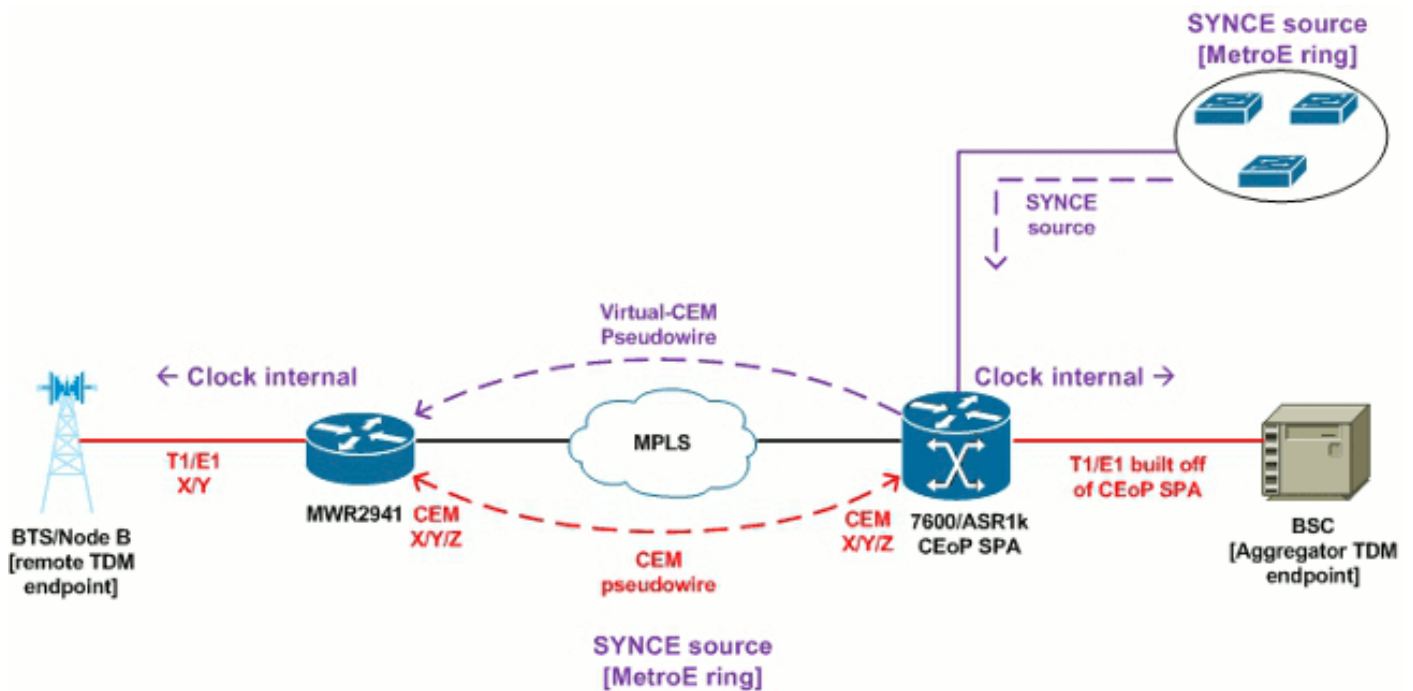 SYNCE source
[MetroE ring]
SYNCE
source
Virtual-CEM
Pseudowire
← Clock internal
Clock internal →
MPLS
T1/E1
X/Y
T1/E1 built off
of CEoP SPA
MWR2941
CEM
X/Y/Z
CEM
X/Y/Z
7600/ASR1k
CEoP SPA
BTS/Node B
[remote TDM
endpoint]
BSC
[Aggregator TDM
endpoint]
CEM
pseudowire
SYNCE source
[MetroE ring]